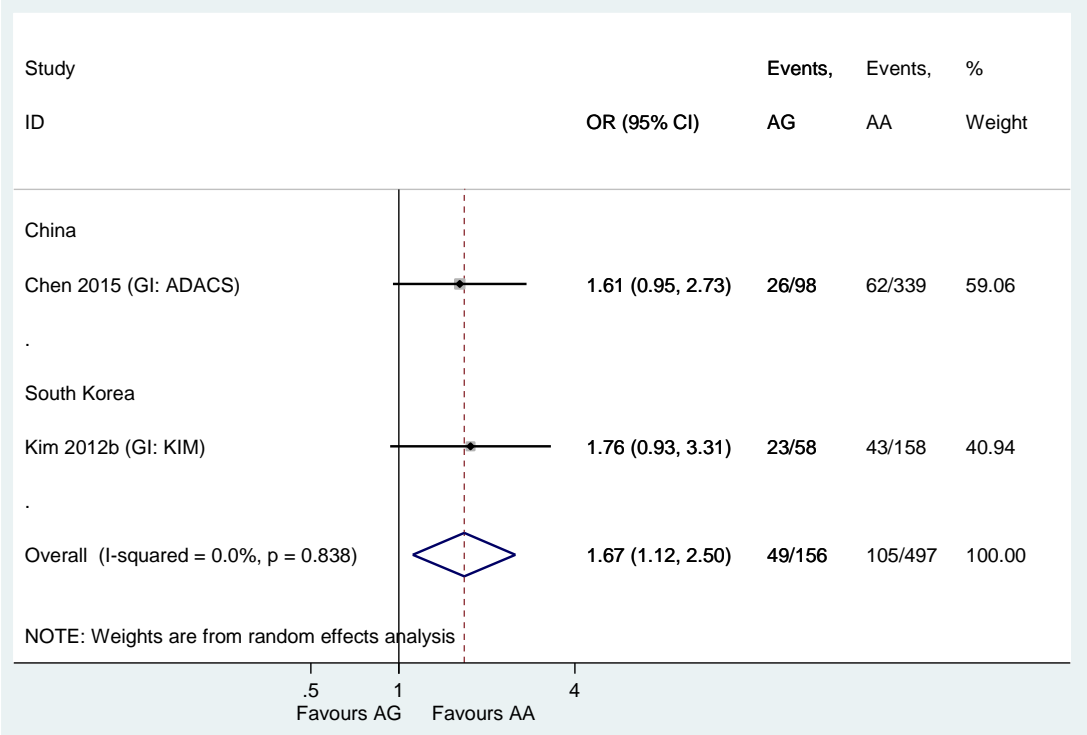 Study Events, Events, %
ID OR (95% CI) AG AA Weight
China
Chen 2015 (GI: ADACS) 1.61 (0.95, 2.73) 26/98 62/339 59.06
.
South Korea
Kim 2012b (GI: KIM) 1.76 (0.93, 3.31) 23/58 43/158 40.94
.
Overall (I-squared = 0.0%, p = 0.838) 1.67 (1.12, 2.50) 49/156 105/497 100.00
NOTE: Weights are from random effects analysis
.5 1 4
Favours AG Favours AA